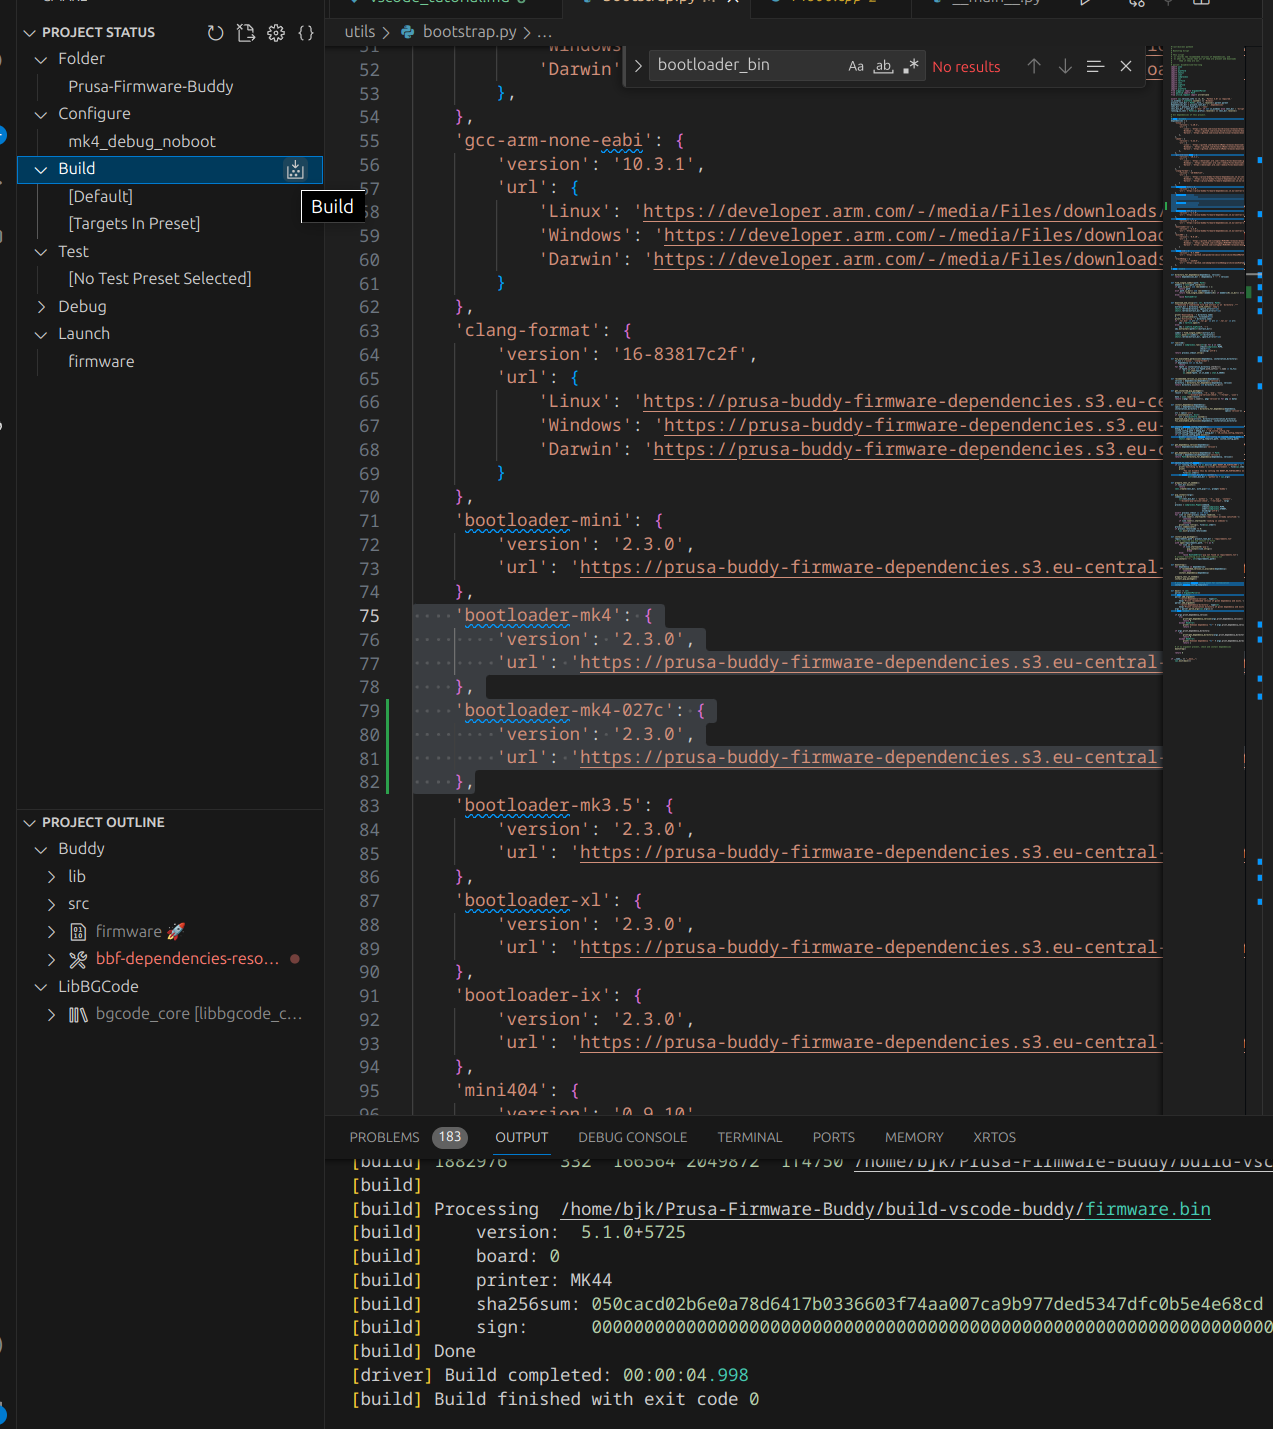 PROJECT STATUS
Folder
Prusa-Firmware-Buddy
Configure
mk4_debug_noboot
Build
[Default]
[Targets In Preset]
Test
[No Test Preset Selected]
Debug
Launch
firmware
Build
PROJECT OUTLINE
Buddy
lib
src
firmware 🚀
bbf-dependencies-reso...
LibBGCode
bgcode_core [libbgcode_c...
utils > bootstrap.py > ...
bootloader_bin Aa ab .* No results
52 'Darwin'
53 },
54 },
55 'gcc-arm-none-eabi': {
56 'version': '10.3.1',
57 'url': {
58 'Linux': 'https://developer.arm.com/-/media/Files/downloads/
59 'Windows': 'https://developer.arm.com/-/media/Files/download
60 'Darwin': 'https://developer.arm.com/-/media/Files/downloads
61 }
62 },
63 'clang-format': {
64 'version': '16-83817c2f',
65 'url': {
66 'Linux': 'https://prusa-buddy-firmware-dependencies.s3.eu-ce
67 'Windows': 'https://prusa-buddy-firmware-dependencies.s3.eu-
68 'Darwin': 'https://prusa-buddy-firmware-dependencies.s3.eu-c
69 }
70 },
71 'bootloader-mini': {
72 'version': '2.3.0',
73 'url': 'https://prusa-buddy-firmware-dependencies.s3.eu-central-
74 },
75 'bootloader-mk4': {
76 'version': '2.3.0',
77 'url': 'https://prusa-buddy-firmware-dependencies.s3.eu-central-
78 },
79 'bootloader-mk4-027c': {
80 'version': '2.3.0',
81 'url': 'https://prusa-buddy-firmware-dependencies.s3.eu-central-
82 },
83 'bootloader-mk3.5': {
84 'version': '2.3.0',
85 'url': 'https://prusa-buddy-firmware-dependencies.s3.eu-central-
86 },
87 'bootloader-xl': {
88 'version': '2.3.0',
89 'url': 'https://prusa-buddy-firmware-dependencies.s3.eu-central-
90 },
91 'bootloader-ix': {
92 'version': '2.3.0',
93 'url': 'https://prusa-buddy-firmware-dependencies.s3.eu-central-
94 },
95 'mini404': {
96 'version': '0.9.10'
PROBLEMS 183 OUTPUT DEBUG CONSOLE TERMINAL PORTS MEMORY XRTOS
[build] 1882976 332 166564 2049872 1f4750 /home/bjk/Prusa-Firmware-Buddy/build-vsc
[build]
[build] Processing /home/bjk/Prusa-Firmware-Buddy/build-vscode-buddy/firmware.bin
[build] version: 5.1.0+5725
[build] board: 0
[build] printer: MK44
[build] sha256sum: 050cacd02b6e0a78d6417b0336603f74aa007ca9b977ded5347dfc0b5e4e68cd
[build] sign: 00000000000000000000000000000000000000000000000000000000000000000
[build] Done
[driver] Build completed: 00:00:04.998
[build] Build finished with exit code 0